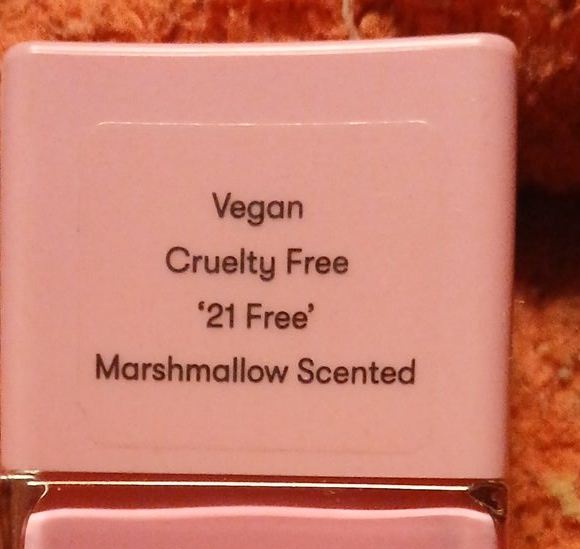 Vegan
Cruelty Free
‘21 Free’
Marshmallow Scented